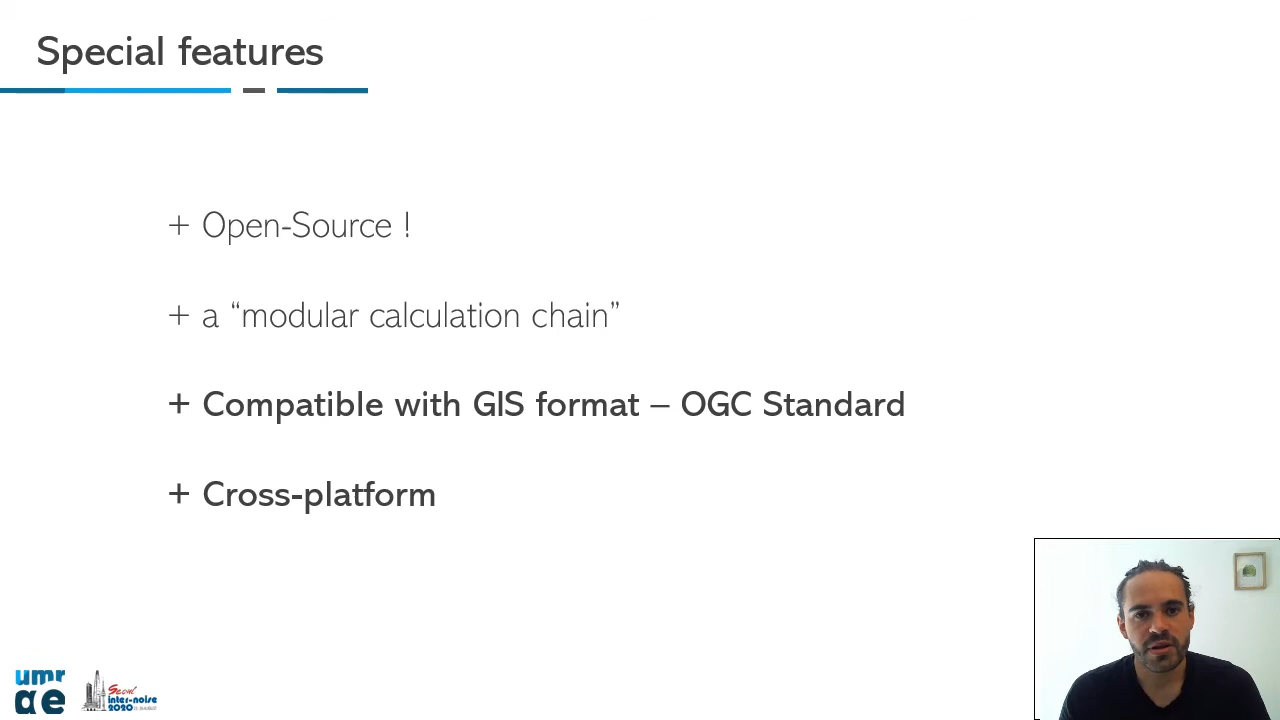 Special features
+ Open-Source !
+ a “modular calculation chain”
+ Compatible with GIS format – OGC Standard
+ Cross-platform
umr
ae
Seoul
inter-noise
2020